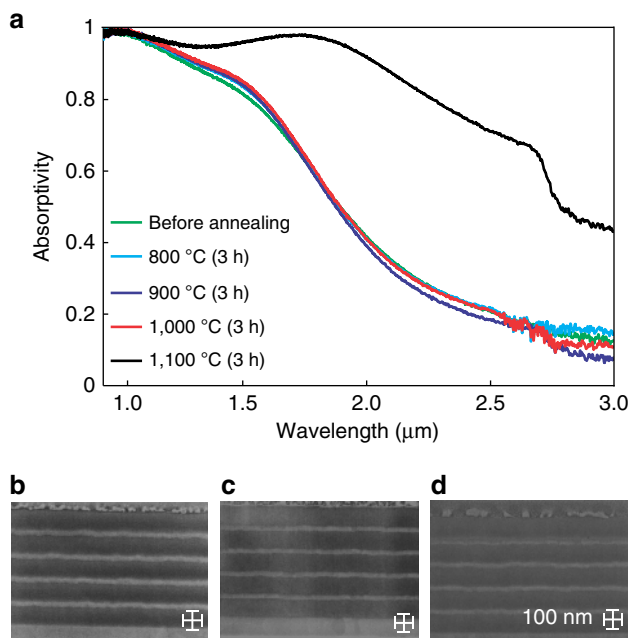 a
1
0.8
0.6
0.4
0.2
0
Absorptivity
Before annealing
800 °C (3 h)
900 °C (3 h)
1,000 °C (3 h)
1,100 °C (3 h)
1.0 1.5 2.0 2.5 3.0
Wavelength (μm)
b c d
100 nm